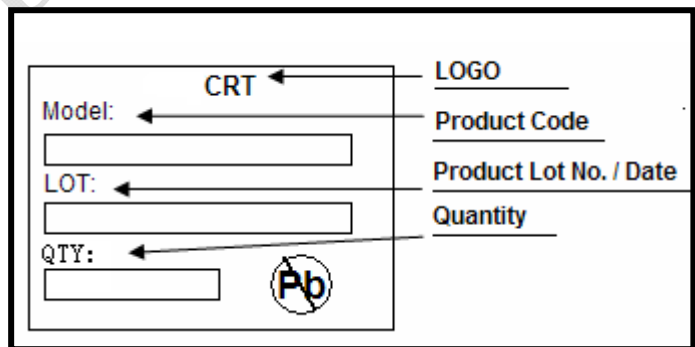 CRT
LOGO
Model:
Product Code
LOT:
Product Lot No. / Date
QTY:
Quantity
Pb